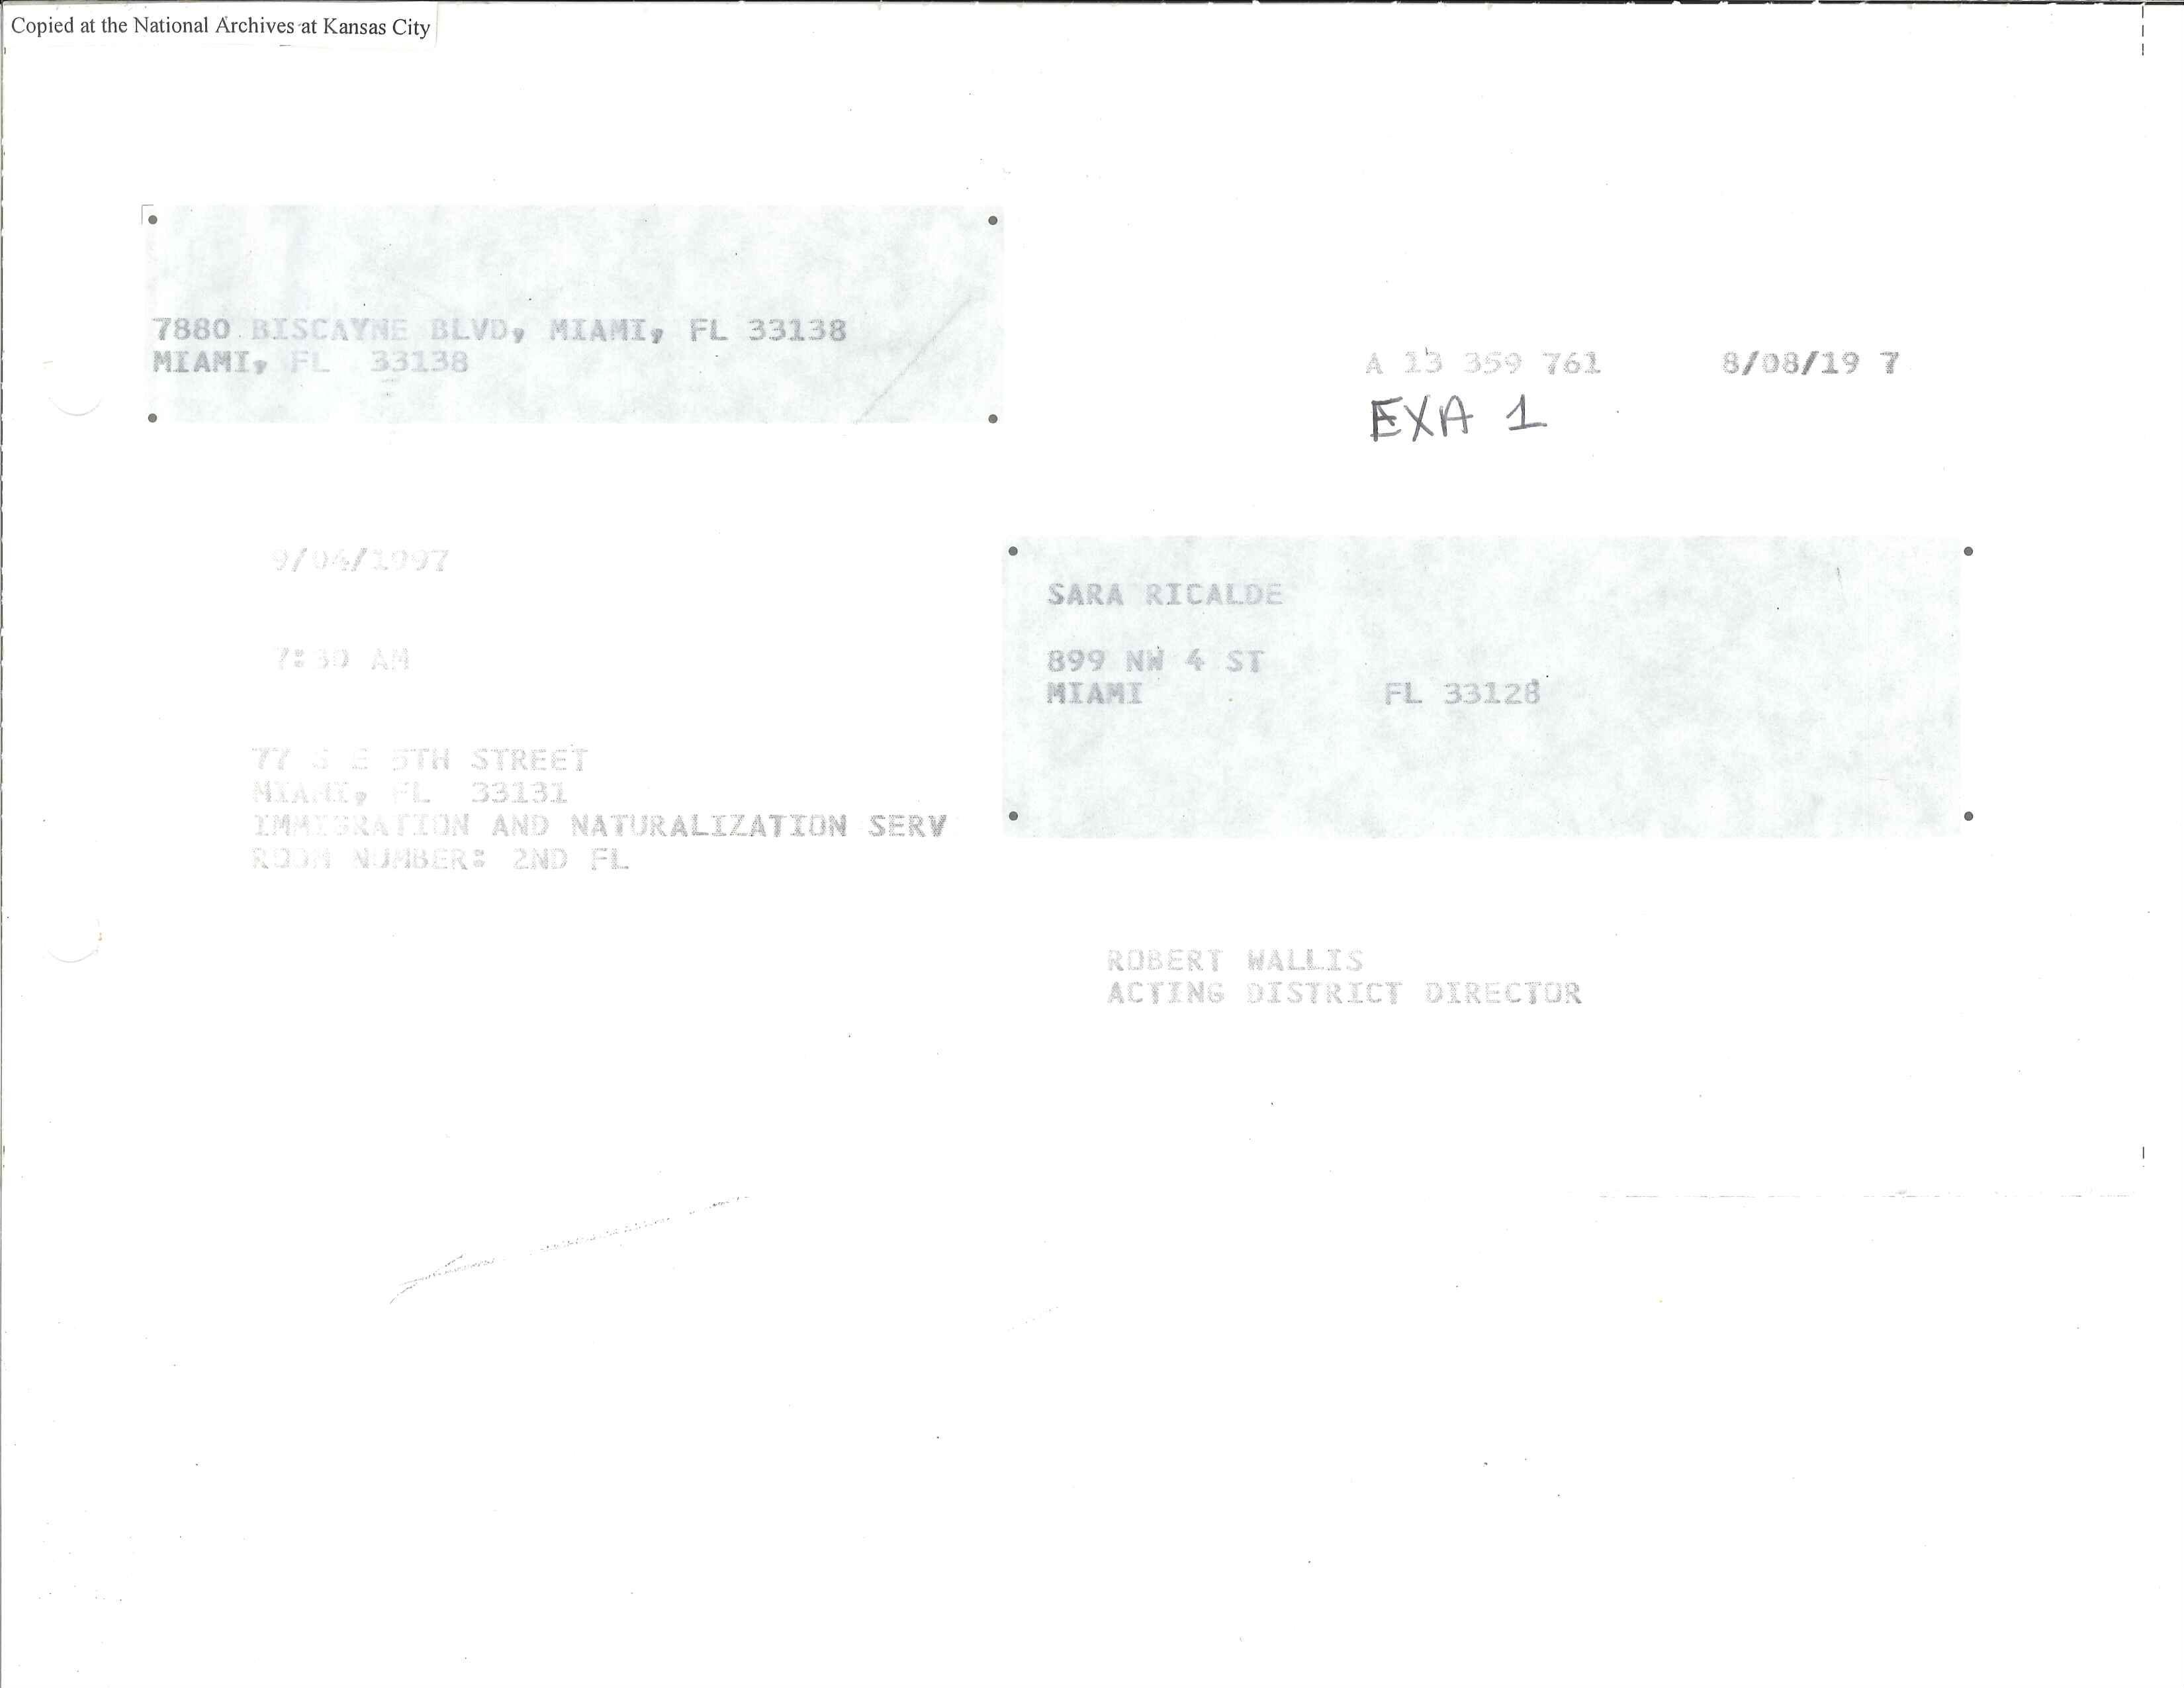 Copied at the National Archives at Kansas City
7880 BISCAYNE BLVD, MIAMI, FL 33138
MIAMI, FL 33138
A 13 359 761 8/08/19 7
EXA 1
9/04/1997
SARA RICALDE
7:30 AM
899 NW 4 ST
MIAMI FL 33128
77 S E 5TH STREET
MIAMI, FL 33131
IMMIGRATION AND NATURALIZATION SERV
ROOM NUMBER: 2ND FL
ROBERT WALLIS
ACTING DISTRICT DIRECTOR